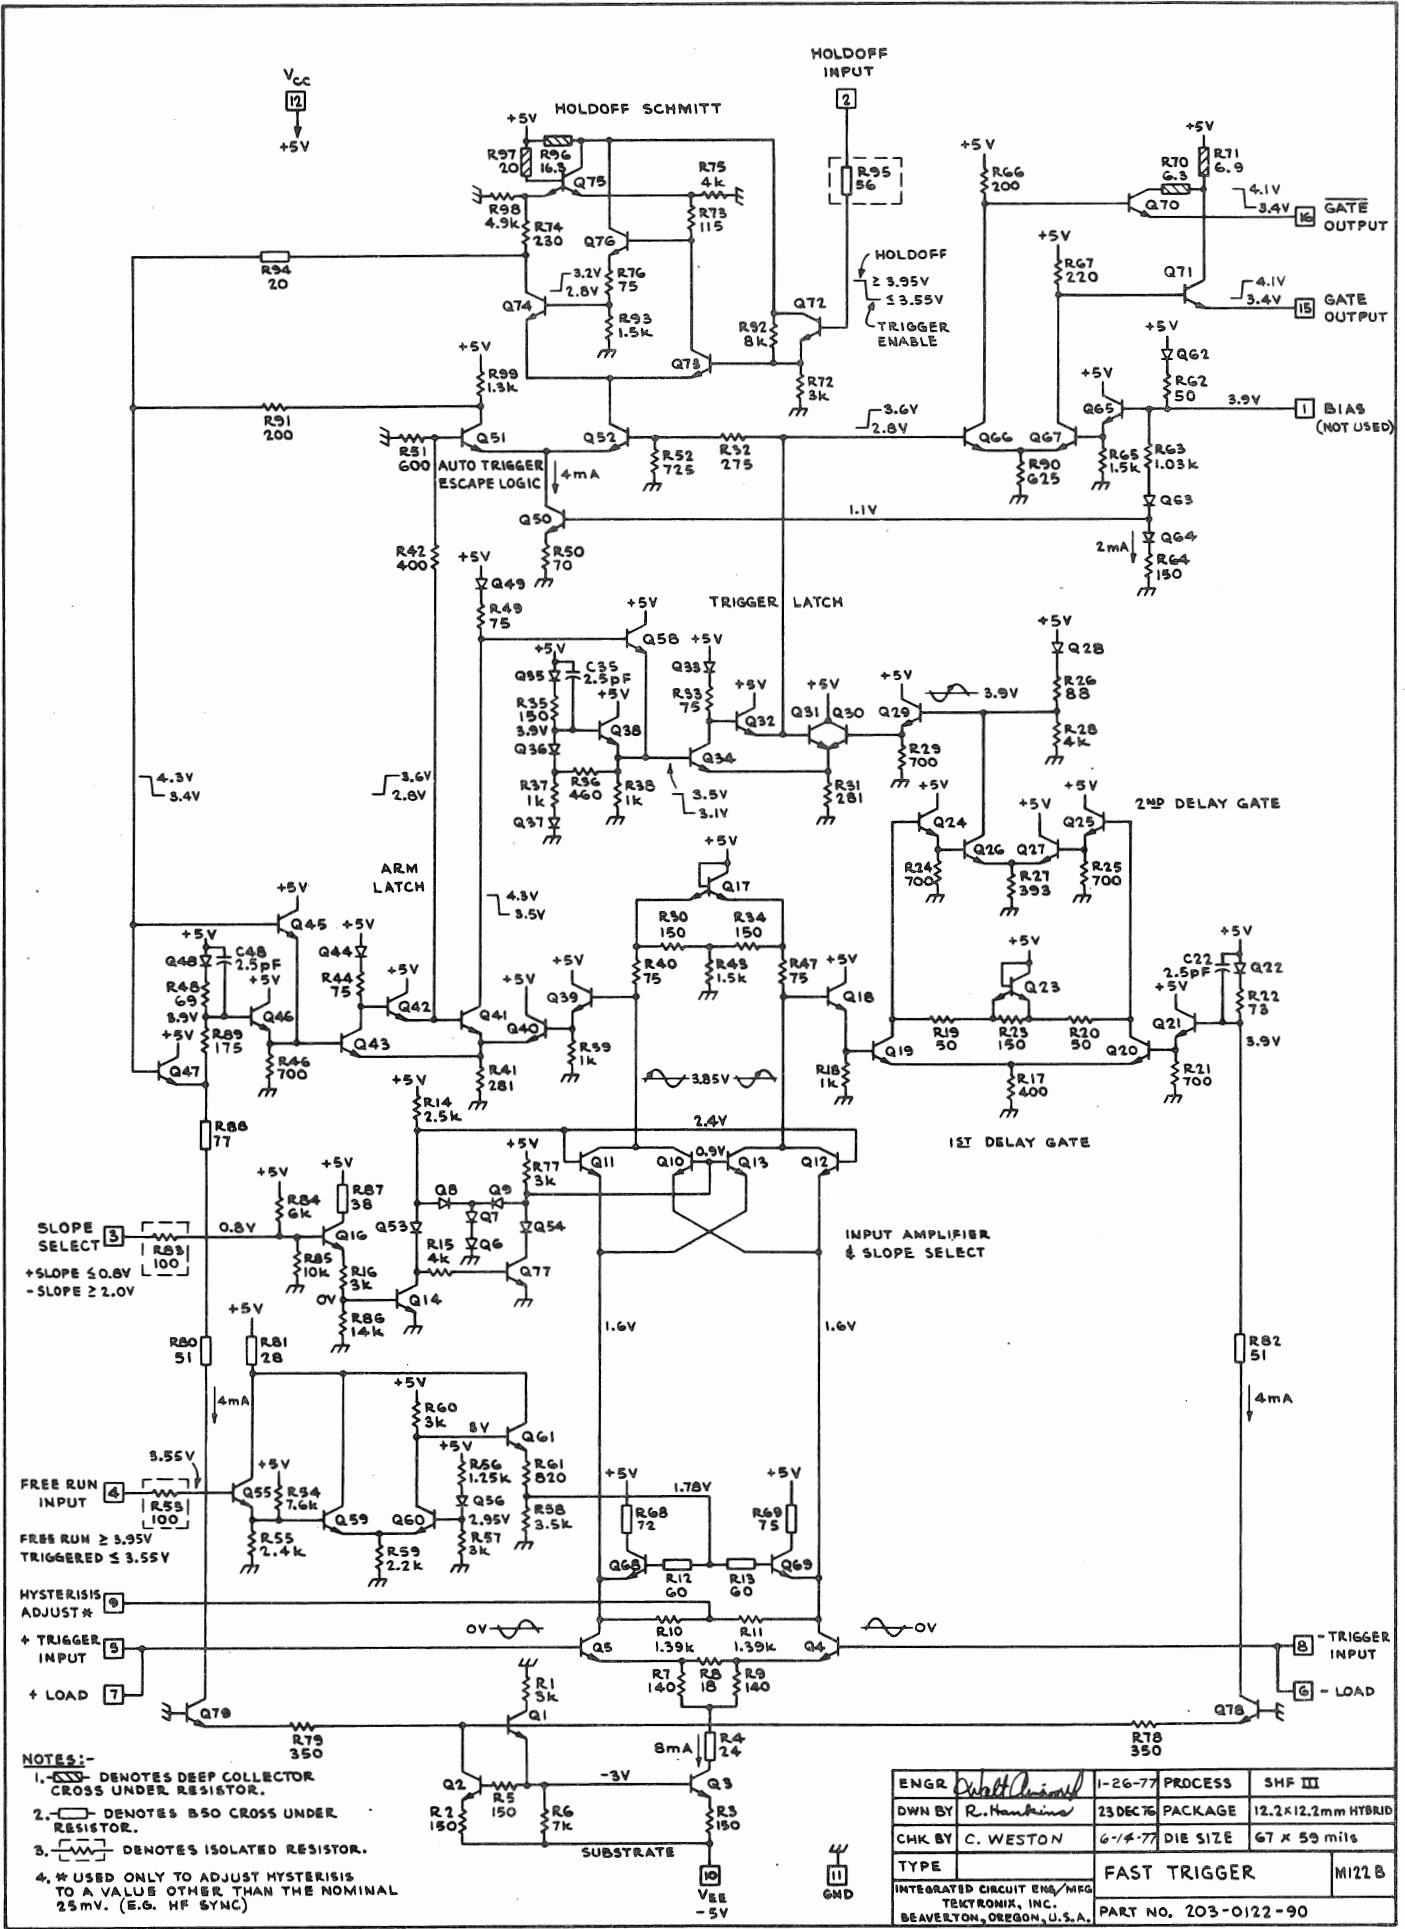 HOLDOFF
INPUT
VCC
12
+5V
2
HOLDOFF SCHMITT
+5V
R97
20
R96
16.3
Q75
R75
4k
R98
4.9k
R74
230
R73
115
Q76
R95
56
R94
20
3.2V
2.8V
R76
75
Q74
R93
1.5k
HOLDOFF
≥ 3.95V
≤ 3.55V
TRIGGER
ENABLE
Q72
R92
8k
Q73
R72
3k
+5V
R66
200
+5V
R71
6.9
R70
6.3
Q70
4.1V
3.4V
16
GATE
OUTPUT
+5V
R67
220
Q71
4.1V
3.4V
15
GATE
OUTPUT
+5V
Q62
R62
50
+5V
Q65
3.9V
1
BIAS
(NOT USED)
+5V
R99
1.3k
R91
200
R51
600
Q51
Q52
AUTO TRIGGER
ESCAPE LOGIC
4mA
R52
725
R32
275
3.6V
2.8V
Q66
Q67
R90
625
R65
1.5k
R63
1.03k
Q63
Q50
1.1V
R50
70
Q64
2mA
R64
150
R42
400
+5V
Q49
R49
75
TRIGGER LATCH
+5V
Q58
+5V
Q33
R33
75
+5V
Q35
C35
2.5pF
R35
150
3.9V
+5V
Q38
Q36
R36
460
R37
1k
R38
1k
Q37
3.5V
3.1V
Q34
+5V
Q32
+5V
Q31
Q30
R31
281
+5V
Q29
R29
700
3.9V
+5V
Q28
R26
88
R28
4k
4.3V
3.4V
3.6V
2.8V
+5V
Q24
R24
700
Q26
+5V
Q27
R27
393
+5V
Q25
R25
700
2ND DELAY GATE
ARM
LATCH
4.3V
3.5V
+5V
Q17
R30
150
R34
150
R40
75
R43
1.5k
R47
75
+5V
Q45
+5V
Q48
C48
2.5pF
R48
69
3.9V
+5V
Q46
R89
175
+5V
Q47
R46
700
+5V
Q44
R44
75
+5V
Q42
Q43
Q41
Q40
R41
281
+5V
Q39
R39
1k
+5V
Q18
R18
1k
Q19
R19
50
+5V
Q23
R23
150
R20
50
Q20
R17
400
1ST DELAY GATE
+5V
C22
2.5pF
Q22
R22
73
+5V
Q21
R21
700
3.9V
3.85V
R88
77
+5V
R14
2.5k
2.4V
Q11
Q10
0.9V
Q13
Q12
+5V
R77
3k
Q8
Q9
Q7
Q6
Q53
Q54
R15
4k
Q77
Q14
SLOPE
SELECT
3
R83
100
+ SLOPE ≤ 0.8V
- SLOPE ≥ 2.0V
0.8V
+5V
R84
6k
R85
10k
+5V
R87
38
Q16
R16
3k
0V
R86
14k
INPUT AMPLIFIER
& SLOPE SELECT
1.6V
1.6V
R80
51
4mA
+5V
R81
28
R82
51
4mA
3.55V
FREE RUN
INPUT
4
R53
100
FREE RUN ≥ 3.95V
TRIGGERED ≤ 3.55V
Q55
+5V
R54
7.6k
R55
2.4k
Q59
R59
2.2k
+5V
R60
3k
3V
Q60
+5V
R56
1.25k
Q56
2.95V
R57
3k
Q61
R61
820
R58
3.5k
1.78V
+5V
R68
72
Q68
R12
60
+5V
R69
75
Q69
R13
60
HYSTERISIS
ADJUST *
9
+ TRIGGER
INPUT
5
+ LOAD
7
0V
Q5
R10
1.39k
R11
1.39k
Q4
0V
8
- TRIGGER
INPUT
6
- LOAD
R7
140
R8
18
R9
140
Q79
R79
350
R1
3k
Q1
R78
350
Q78
8mA
R4
24
Q2
R5
150
-3V
Q3
R2
150
R6
7k
R3
150
SUBSTRATE
10
VEE
-5V
11
GND
NOTES:-
1.- DENOTES DEEP COLLECTOR
CROSS UNDER RESISTOR.
2.- DENOTES B50 CROSS UNDER
RESISTOR.
3. DENOTES ISOLATED RESISTOR.
4. * USED ONLY TO ADJUST HYSTERISIS
TO A VALUE OTHER THAN THE NOMINAL
25mV. (E.G. HF SYNC)
ENGR 1-26-77 PROCESS SHF III
DWN BY R. Hankins 23 DEC 76 PACKAGE 12.2x12.2mm HYBRID
CHK BY C. WESTON 6-14-77 DIE SIZE 67 x 59 mils
TYPE FAST TRIGGER M122B
INTEGRATED CIRCUIT ENG/MFG
TEKTRONIX, INC.
BEAVERTON, OREGON, U.S.A.
PART NO. 203-0122-90